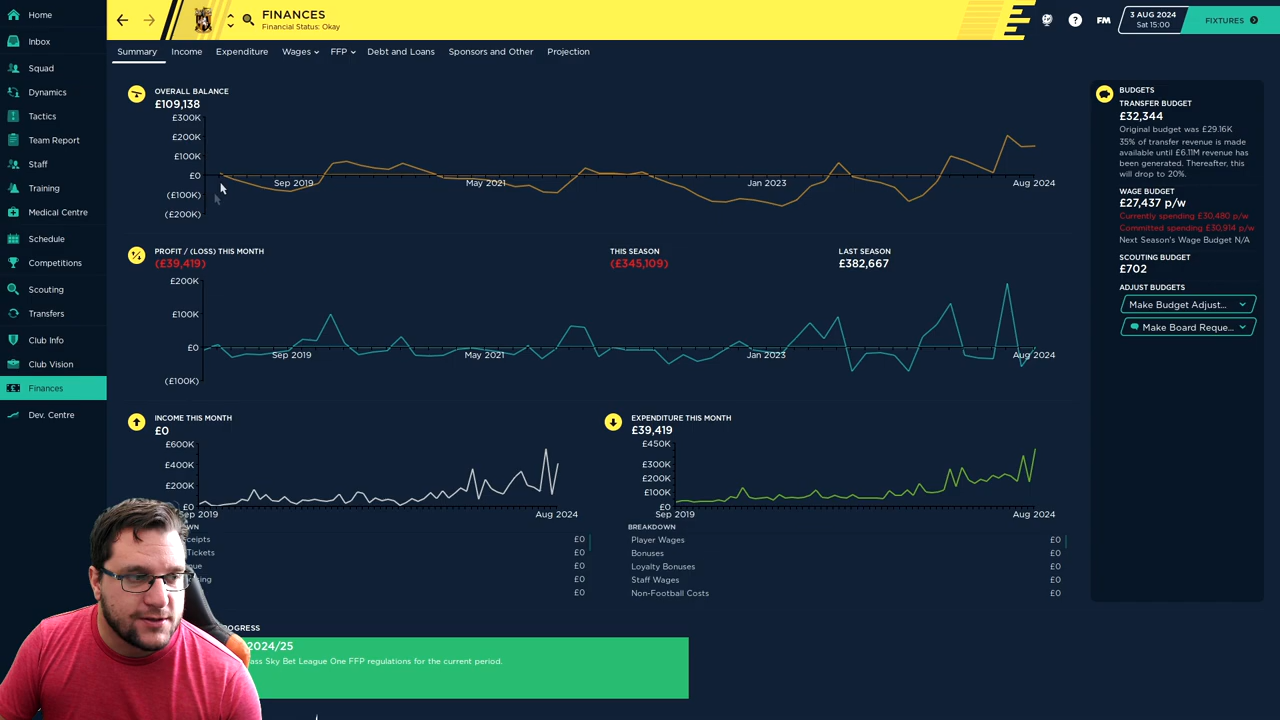 Home
Inbox
Squad
Dynamics
Tactics
Team Report
Staff
Training
Medical Centre
Schedule
Competitions
Scouting
Transfers
Club Info
Club Vision
Finances
Dev. Centre
FINANCES
Financial Status: Okay
?
FM
3 AUG 2024
Sat 15:00
FIXTURES
Summary
Income
Expenditure
Wages
FFP
Debt and Loans
Sponsors and Other
Projection
OVERALL BALANCE
£109,138
£300K
£200K
£100K
£0
(£100K)
(£200K)
Sep 2019
May 2021
Jan 2023
Aug 2024
PROFIT / (LOSS) THIS MONTH
(£39,419)
THIS SEASON
(£345,109)
LAST SEASON
£382,667
£200K
£100K
£0
(£100K)
Sep 2019
May 2021
Jan 2023
Aug 2024
INCOME THIS MONTH
£0
£600K
£400K
£200K
£0
Sep 2019
Aug 2024
ceipts £0
Tickets £0
nue £0
£0
£0
EXPENDITURE THIS MONTH
£39,419
£450K
£300K
£200K
£100K
£0
Sep 2019
Aug 2024
BREAKDOWN
Player Wages £0
Bonuses £0
Loyalty Bonuses £0
Staff Wages £0
Non-Football Costs £0
OGRESS
2024/25
ass Sky Bet League One FFP regulations for the current period.
BUDGETS
TRANSFER BUDGET
£32,344
Original budget was £29.16K
35% of transfer revenue is
made available until £6.11M revenue has
been generated. Thereafter, this
will drop to 20%.
WAGE BUDGET
£27,437 p/w
Currently spending £30,480 p/w
Committed spending £30,914 p/w
Next Season's Wage Budget N/A
SCOUTING BUDGET
£702
ADJUST BUDGETS
Make Budget Adjust...
Make Board Reque...